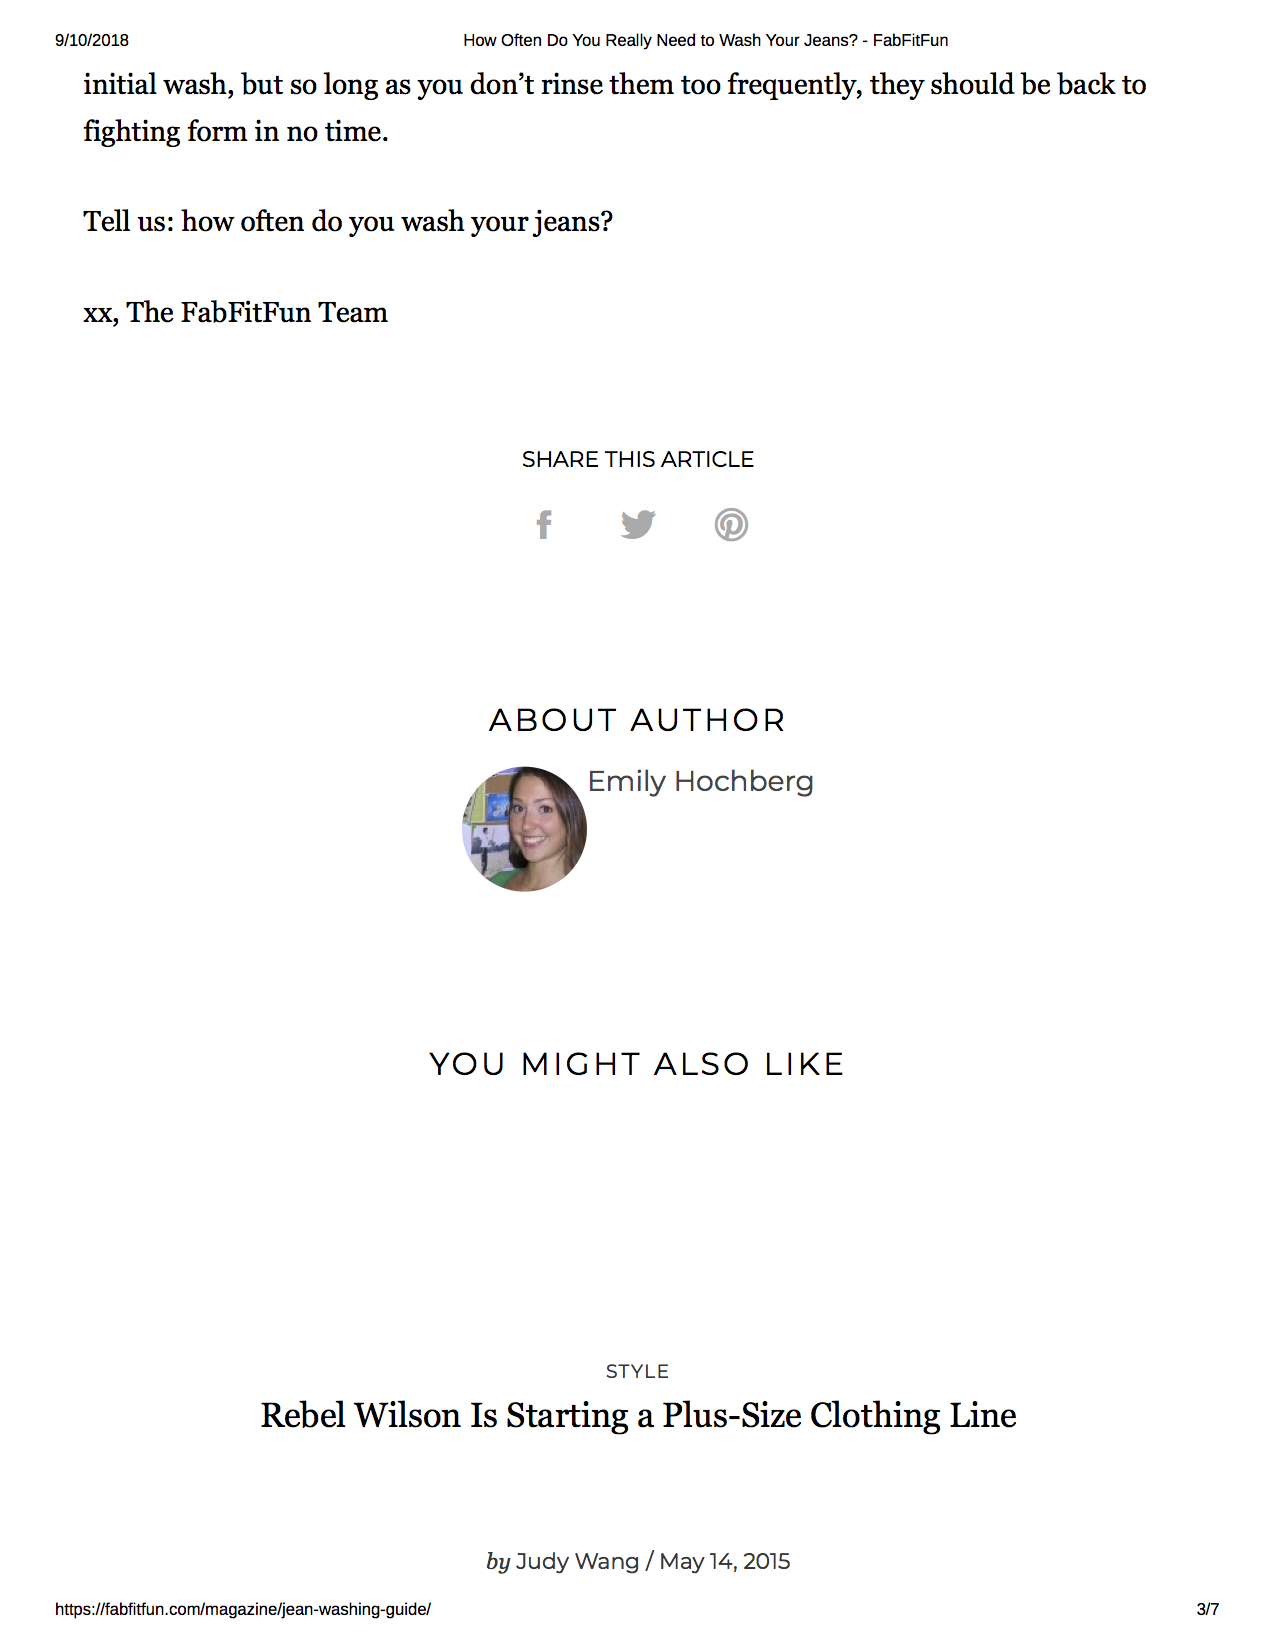 9/10/2018 How Often Do You Really Need to Wash Your Jeans? - FabFitFun
initial wash, but so long as you don’t rinse them too frequently, they should be back to
fighting form in no time.
Tell us: how often do you wash your jeans?
xx, The FabFitFun Team
SHARE THIS ARTICLE
ABOUT AUTHOR
Emily Hochberg
YOU MIGHT ALSO LIKE
STYLE
Rebel Wilson Is Starting a Plus-Size Clothing Line
by Judy Wang / May 14, 2015
https://fabfitfun.com/magazine/jean-washing-guide/ 3/7